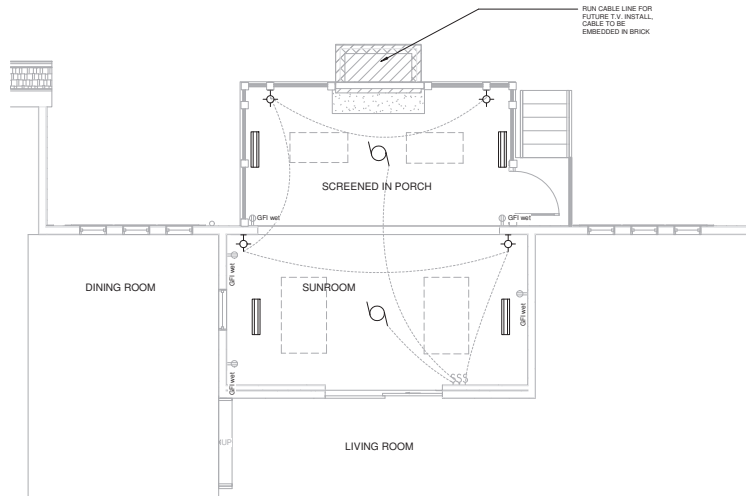 RUN CABLE LINE FOR
FUTURE T.V. INSTALL,
CABLE TO BE
EMBEDDED IN BRICK
SCREENED IN PORCH
GFI wet
GFI wet
DINING ROOM
SUNROOM
GFI wet
GFI wet
GFI wet
SSS
UP
LIVING ROOM